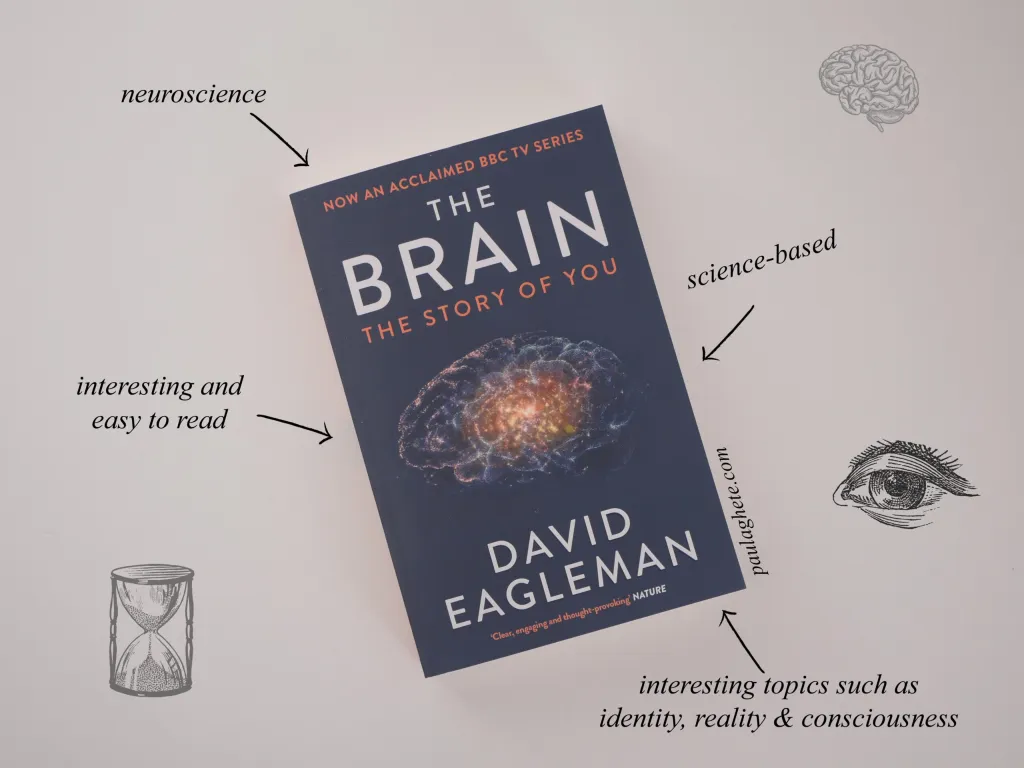 neuroscience
NOW AN ACCLAIMED BBC TV SERIES
THE
BRAIN
THE STORY OF YOU
science-based
interesting and
easy to read
paulaghete.com
DAVID
EAGLEMAN
'Clear, engaging and thought-provoking' NATURE
interesting topics such as
identity, reality & consciousness